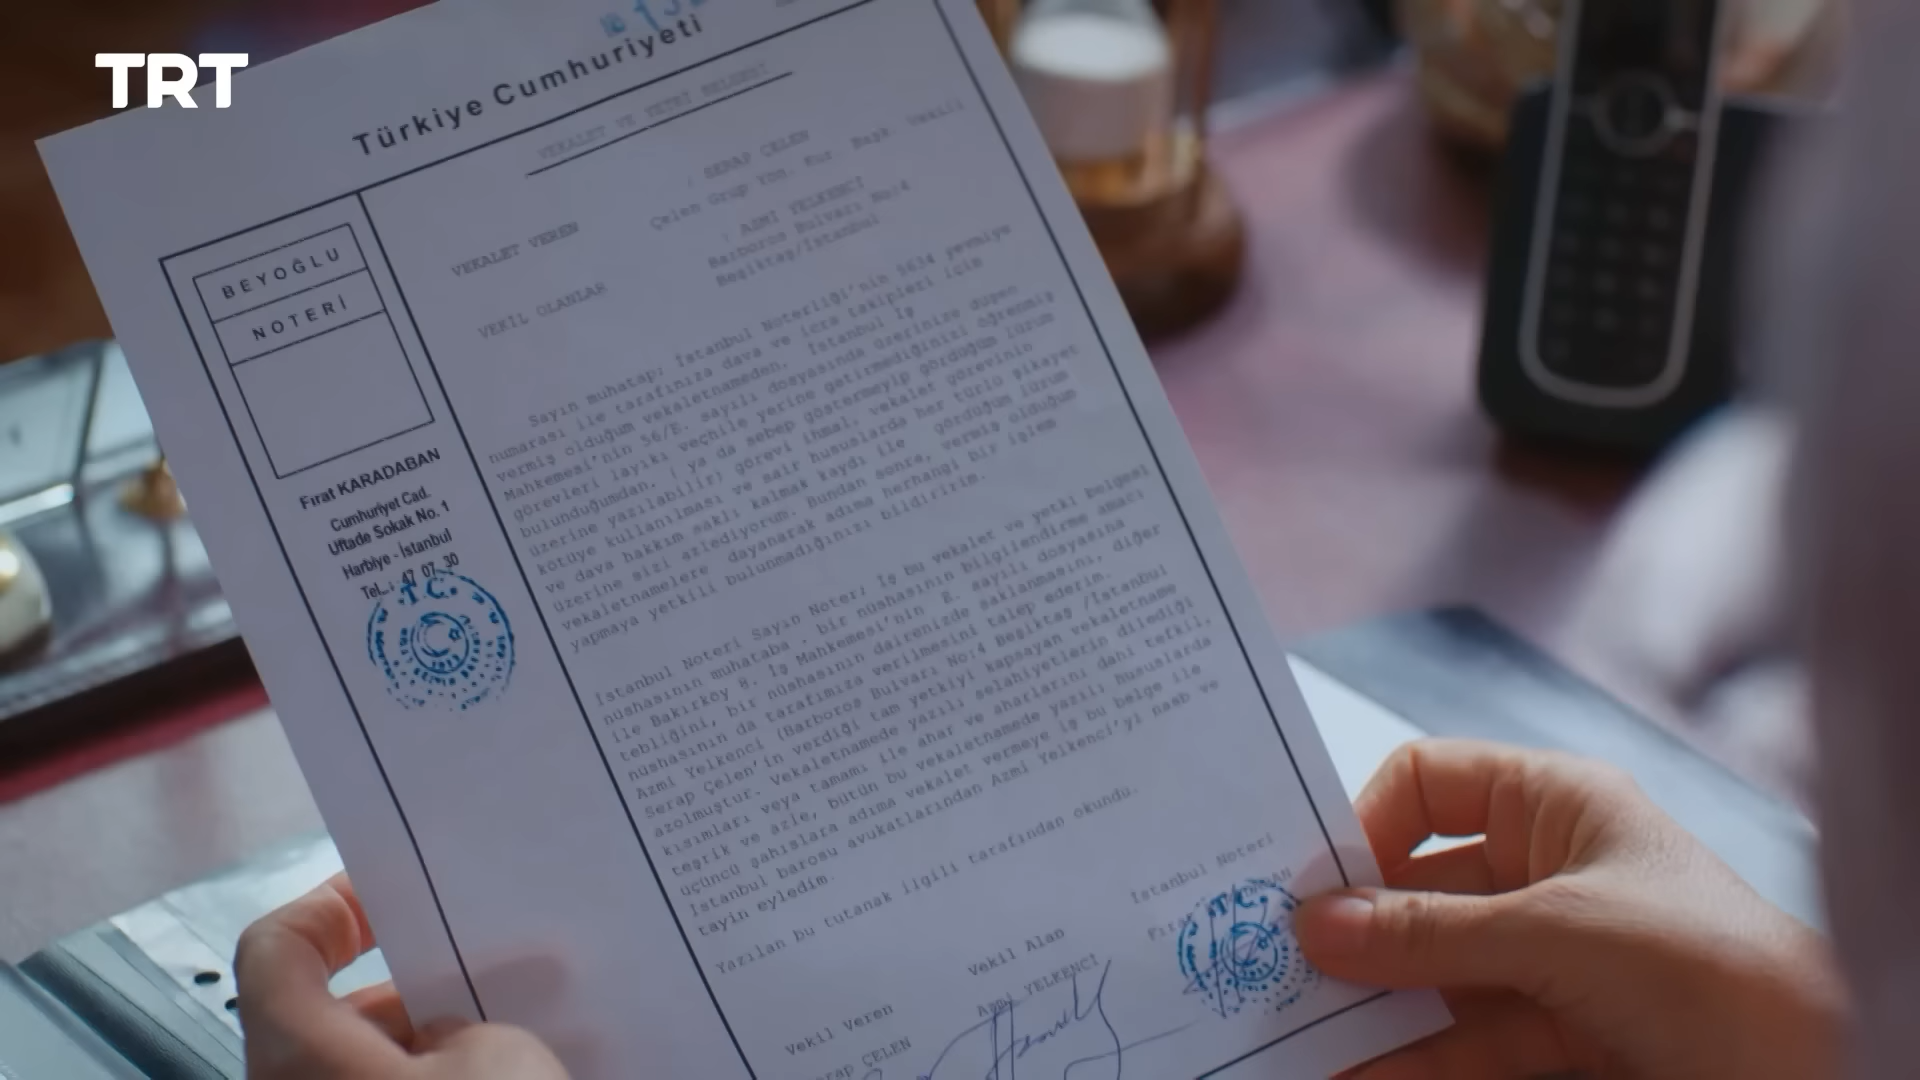 TRT
Türkiye Cumhuriyeti
VEKALET VE YETKİ BELGESİ
BEYOĞLU
NOTERİ
Fırat KARADABAN
Cumhuriyet Cad.
Uftade Sokak No. 1
Harbiye - İstanbul
Tel..: 47 07 30
T.C.
VEKALET VEREN
: SERAP ÇELEN
Çelen Grup Yön. Kur. Başk. Vekili
VEKİL OLANLAR
: AZMİ YELKENCİ
Barboros Bulvarı No:4
Beşiktaş/İstanbul
Sayın muhatap; İstanbul Noterliği'nin 5634 yevmiye
numarası ile tarafınıza dava ve icra takipleri için
vermiş olduğum vekaletnameden, İstanbul İş
Mahkemesi'nin 56/E. sayılı dosyasında üzerinize düşen
görevleri layıkı veçhile yerine getirmediğinizi öğrenmiş
bulunduğumdan, ( ya da sebep göstermeyip gördüğüm lüzum
üzerine yazılabilir) görevi ihmal, vekalet görevinin
kötüye kullanılması ve sair hususlarda her türlü şikayet
ve dava hakkım saklı kalmak kaydı ile gördüğüm lüzum
üzerine sizi azlediyorum. Bundan sonra, vermiş olduğum
vekaletnamelere dayanarak adıma herhangi bir işlem
yapmaya yetkili bulunmadığınızı bildiririm.
İstanbul Noteri Sayın Noter; İş bu vekalet ve yetki belgesi
nüshasının muhataba - bir nüshasının bilgilendirme amacı
ile Bakırköy 8. İş Mahkemesi'nin E. sayılı dosyasına
tebliğini, bir nüshasının dairenizde saklanmasını, diğer
nüshasının da tarafımıza verilmesini talep ederim.
Azmi Yelkenci (Barboros Bulvarı No:4 Beşiktaş /İstanbul
Serap Çelen'in verdiği tam yetkiyi kapsayan vekaletname
azolmuştur. Vekaletnamede yazılı selahiyetlerin dilediği
kısımları veya tamamı ile ahar ve aharlarını dahi tefkil,
teşrik ve azle, bütün bu vekaletnamede yazılı hususlarda
üçüncü şahıslara adıma vekalet vermeye iş bu belge ile
İstanbul barosu avukatlarından Azmi Yelkenci'yi nasb ve
tayin eyledim.
Yazılan bu tutanak ilgili tarafından okundu.
Vekil Veren
Vekil Alan
İstanbul Noteri
ÇELEN
Azmi YELKENCİ
T.C.